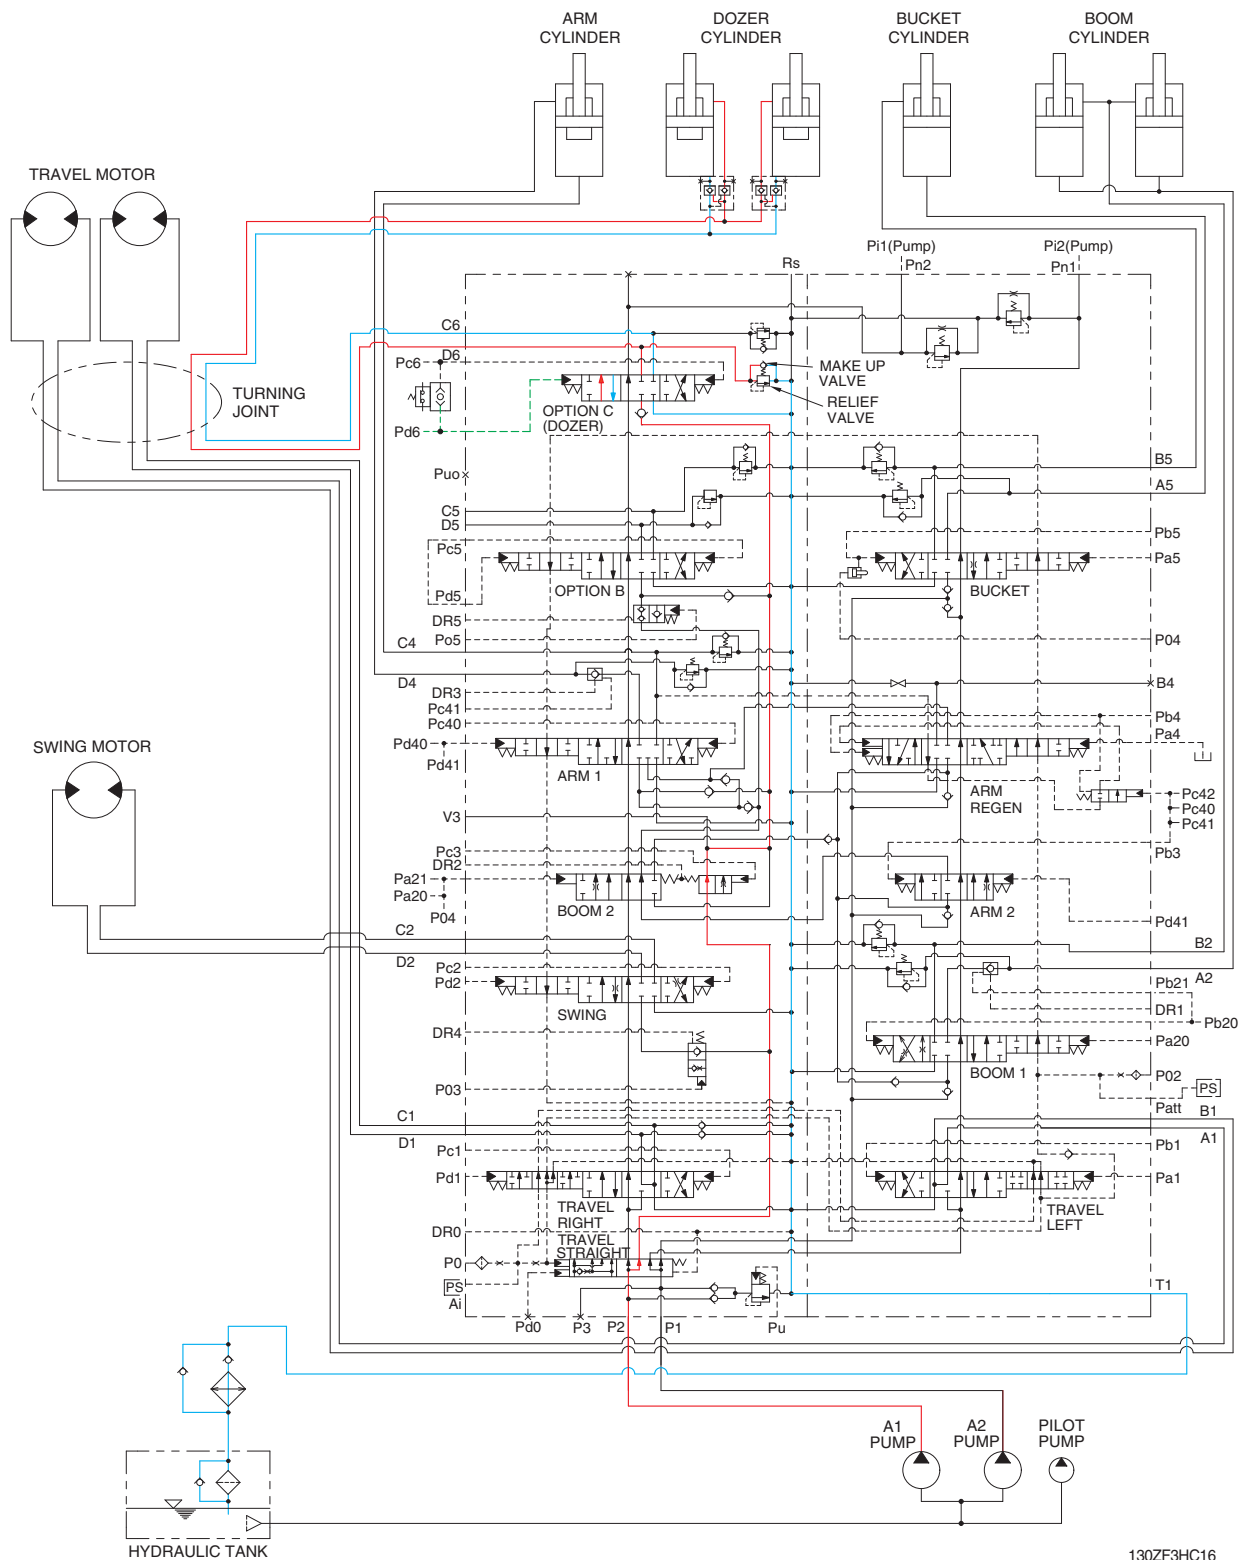 ARM
CYLINDER
DOZER
CYLINDER
BUCKET
CYLINDER
BOOM
CYLINDER
TRAVEL MOTOR
TURNING
JOINT
Pi1(Pump)
Pi2(Pump)
Rs
Pn2
Pn1
C6
D6
Pc6
MAKE UP
VALVE
RELIEF
VALVE
OPTION C
(DOZER)
Pd6
Puo
B5
A5
C5
D5
Pc5
Pb5
Pa5
OPTION B
BUCKET
Pd5
DR5
Po5
P04
C4
D4
B4
DR3
Pc41
Pc40
Pb4
Pa4
Pd40
Pd41
ARM 1
ARM
REGEN
Pc42
Pc40
Pc41
SWING MOTOR
V3
Pc3
DR2
Pb3
Pa21
Pa20
P04
BOOM 2
ARM 2
Pd41
C2
D2
B2
A2
Pc2
Pd2
Pb21
DR1
Pb20
SWING
DR4
Pa20
BOOM 1
P03
P02
PS
Patt
C1
D1
B1
A1
Pc1
Pb1
Pd1
Pa1
TRAVEL
RIGHT
TRAVEL
LEFT
DR0
TRAVEL
STRAIGHT
P0
PS
Ai
T1
Pd0
P3
P2
P1
Pu
A1
PUMP
A2
PUMP
PILOT
PUMP
HYDRAULIC TANK
130ZF3HC16